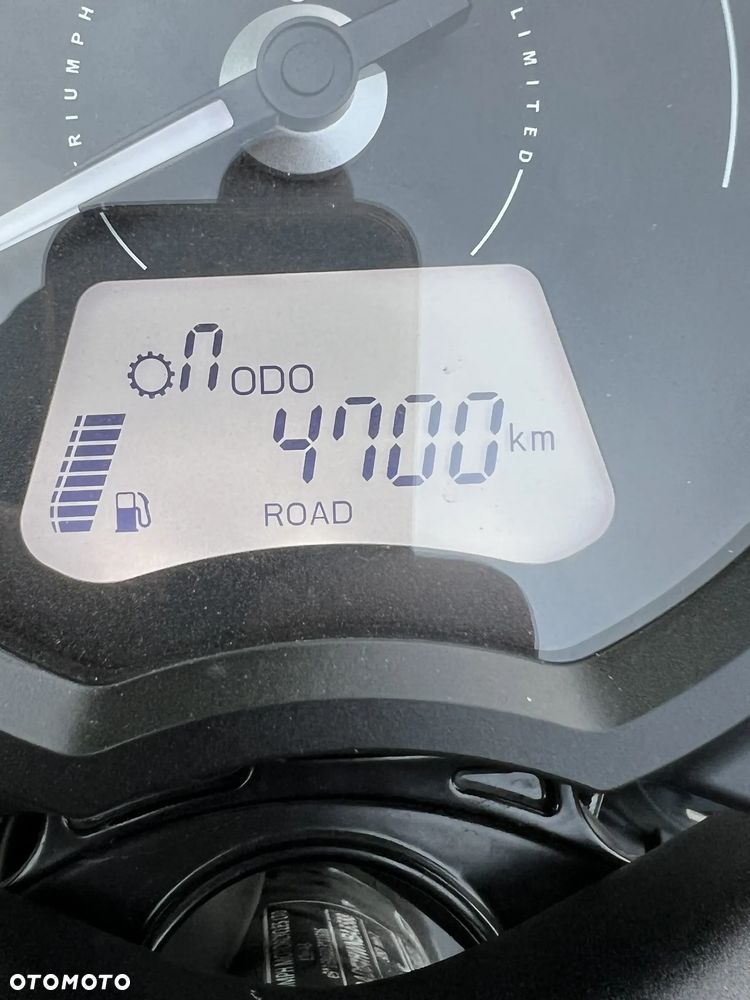 RIUMPH
LIMITED
n ODO
4700 km
ROAD
OTOMOTO